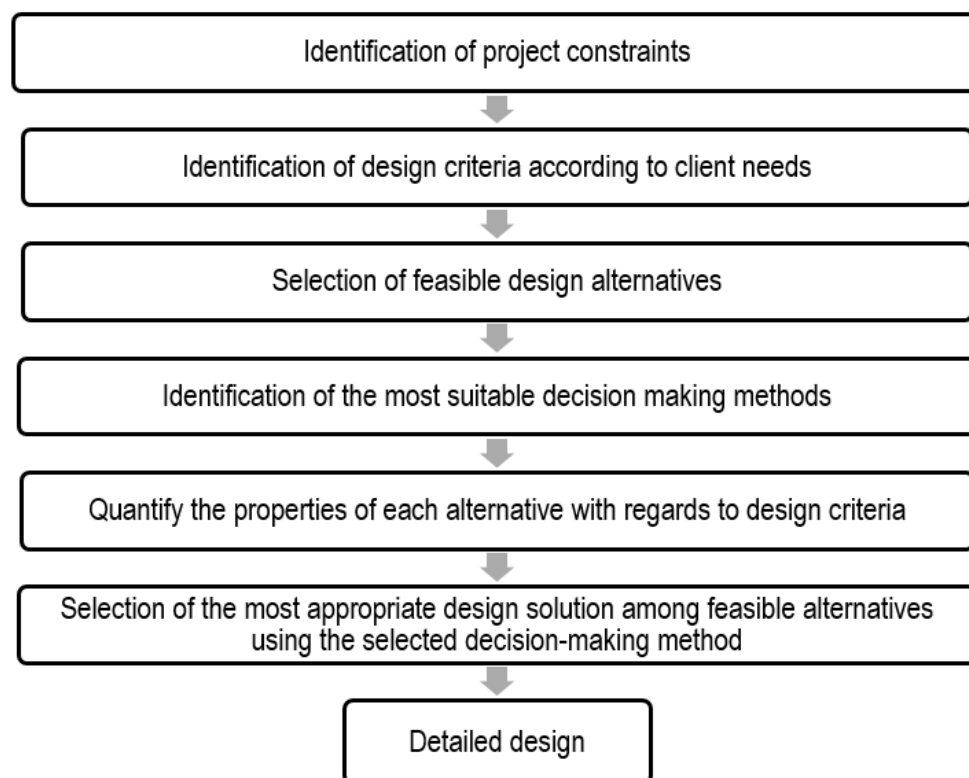 Identification of project constraints
Identification of design criteria according to client needs
Selection of feasible design alternatives
Identification of the most suitable decision making methods
Quantify the properties of each alternative with regards to design criteria
Selection of the most appropriate design solution among feasible alternatives
using the selected decision-making method
Detailed design